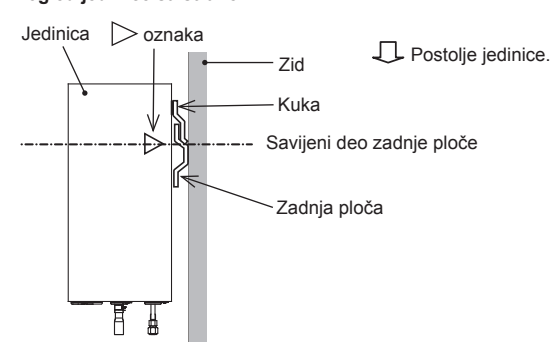 Jedinica
oznaka
Zid
Postolje jedinice.
Kuka
Savijeni deo zadnje ploče
Zadnja ploča